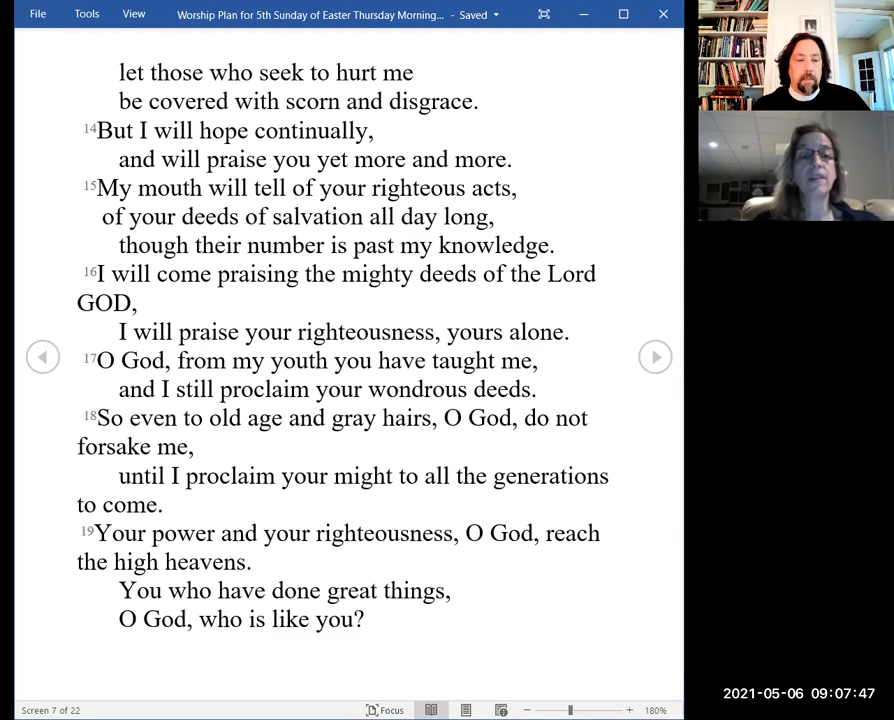 File Tools View Worship Plan for 5th Sunday of Easter Thursday Morning... - Saved
let those who seek to hurt me
be covered with scorn and disgrace.
14But I will hope continually,
and will praise you yet more and more.
15My mouth will tell of your righteous acts,
of your deeds of salvation all day long,
though their number is past my knowledge.
16I will come praising the mighty deeds of the Lord
GOD,
I will praise your righteousness, yours alone.
17O God, from my youth you have taught me,
and I still proclaim your wondrous deeds.
18So even to old age and gray hairs, O God, do not
forsake me,
until I proclaim your might to all the generations
to come.
19Your power and your righteousness, O God, reach
the high heavens.
You who have done great things,
O God, who is like you?
2021-05-06 09:07:47
Screen 7 of 22 Focus 180%